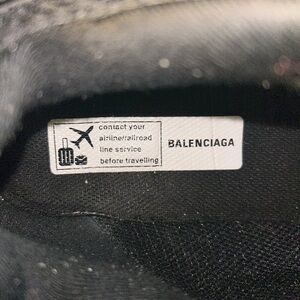 contact your
airline/railroad
line service
before travelling
BALENCIAGA